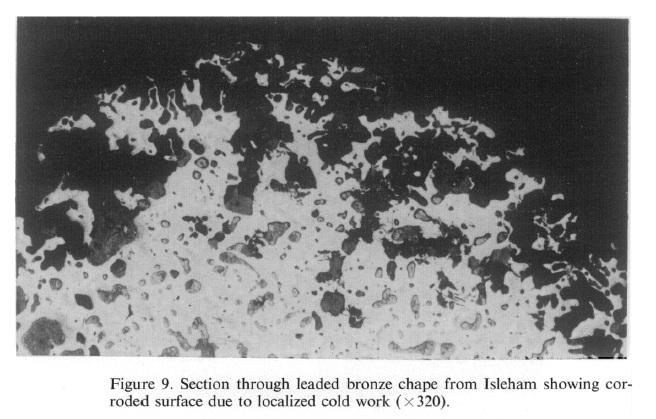 Figure 9. Section through leaded bronze chape from Isleham showing cor-
roded surface due to localized cold work (×320).